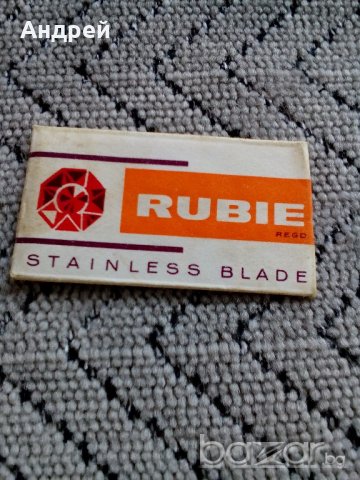 Андрей
RUBIE
REGD
STAINLESS BLADE
bazar.bg